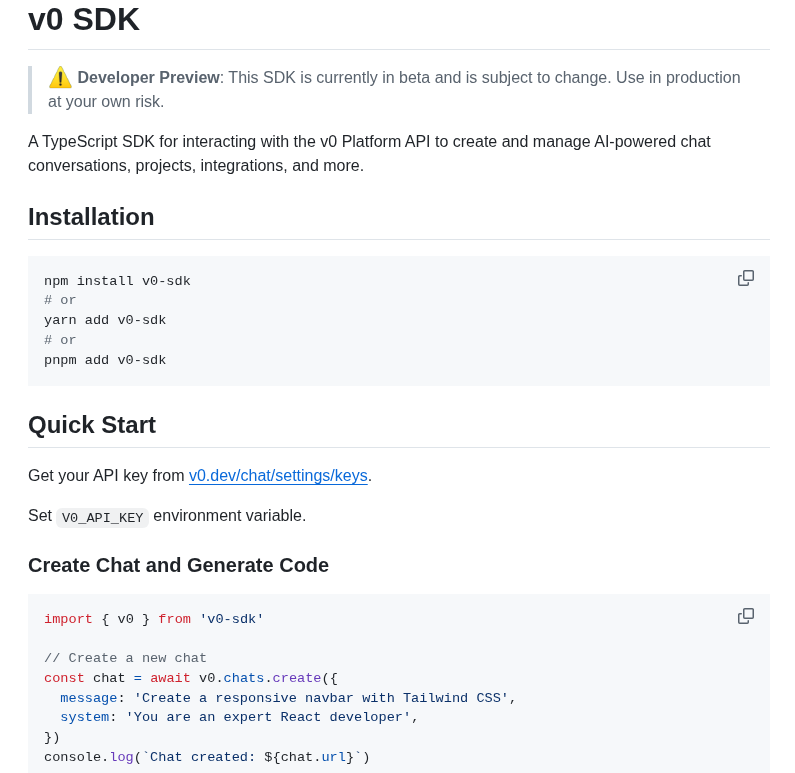 v0 SDK
⚠️ Developer Preview: This SDK is currently in beta and is subject to change. Use in production
at your own risk.
A TypeScript SDK for interacting with the v0 Platform API to create and manage AI-powered chat
conversations, projects, integrations, and more.
Installation
npm install v0-sdk
# or
yarn add v0-sdk
# or
pnpm add v0-sdk
Quick Start
Get your API key from v0.dev/chat/settings/keys.
Set V0_API_KEY environment variable.
Create Chat and Generate Code
import { v0 } from 'v0-sdk'
// Create a new chat
const chat = await v0.chats.create({
  message: 'Create a responsive navbar with Tailwind CSS',
  system: 'You are an expert React developer',
})
console.log(`Chat created: ${chat.url}`)